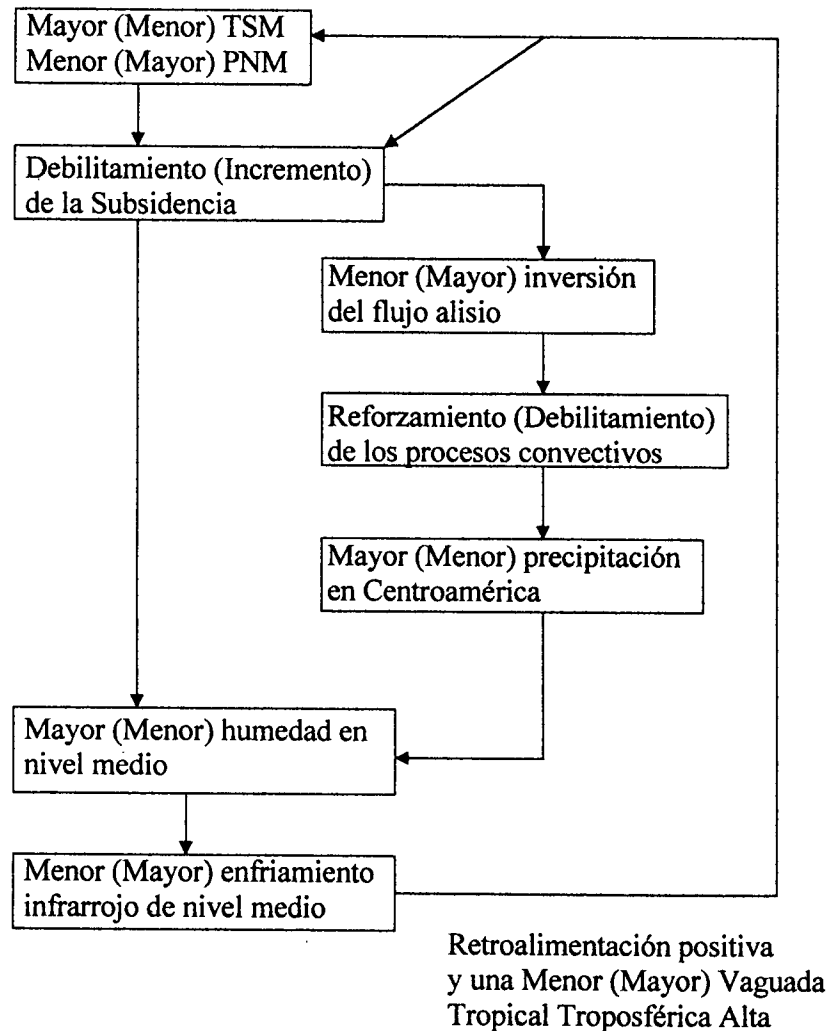 Mayor (Menor) TSM
Menor (Mayor) PNM
Debilitamiento (Incremento)
de la Subsidencia
Menor (Mayor) inversión
del flujo alisio
Reforzamiento (Debilitamiento)
de los procesos convectivos
Mayor (Menor) precipitación
en Centroamérica
Mayor (Menor) humedad en
nivel medio
Menor (Mayor) enfriamiento
infrarrojo de nivel medio
Retroalimentación positiva
y una Menor (Mayor) Vaguada
Tropical Troposférica Alta